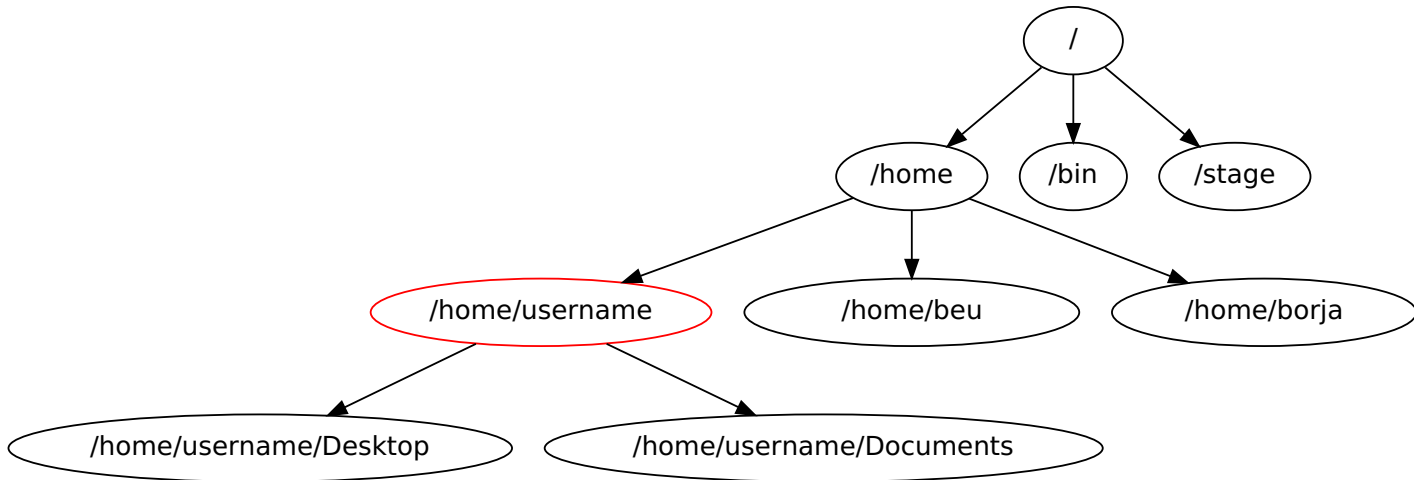 /
/home
/bin
/stage
/home/username
/home/beu
/home/borja
/home/username/Desktop
/home/username/Documents